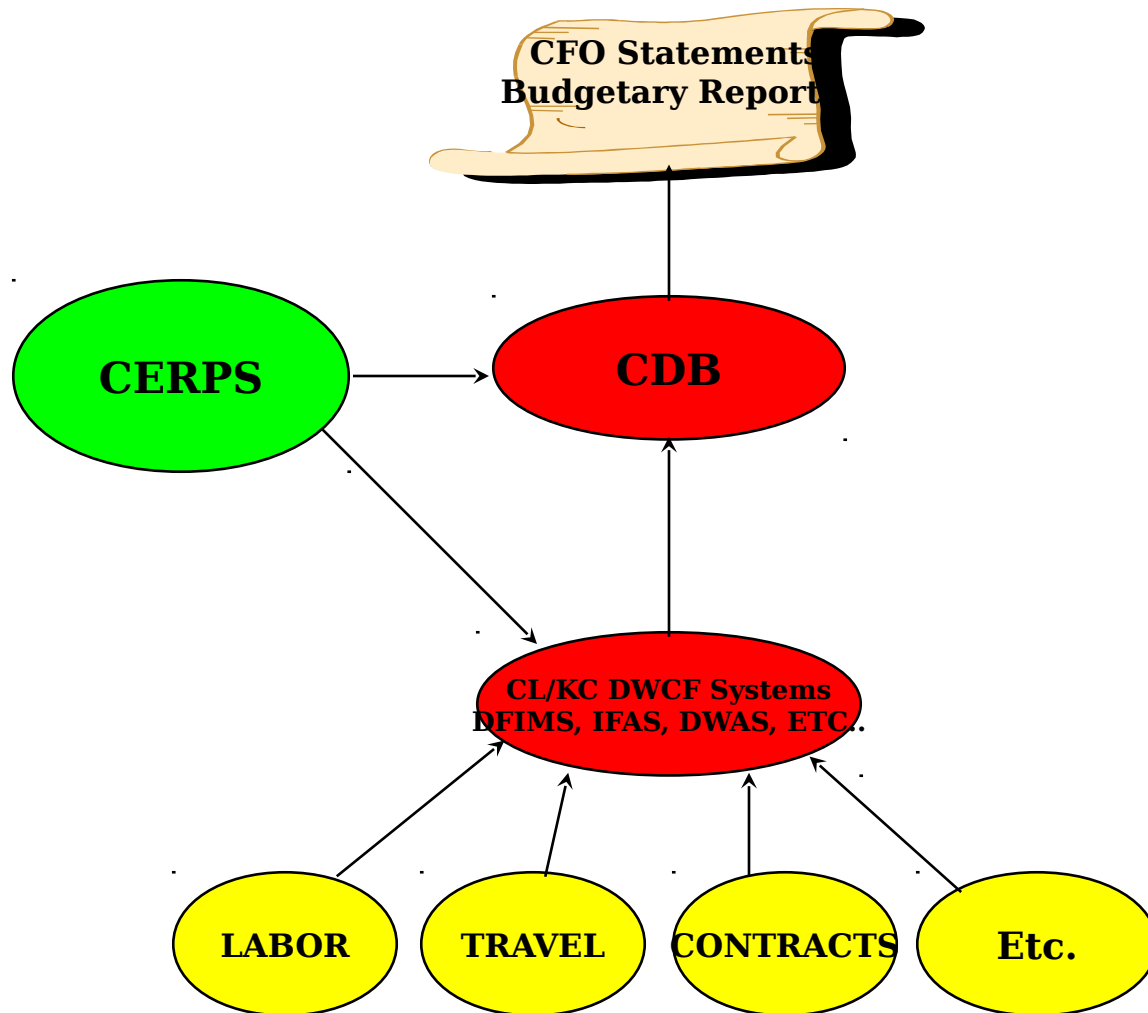 CFO Statements
Budgetary Report
CERPS
CDB
CL/KC DWCF Systems
DFIMS, IFAS, DWAS, ETC..
LABOR
TRAVEL
CONTRACTS
Etc.